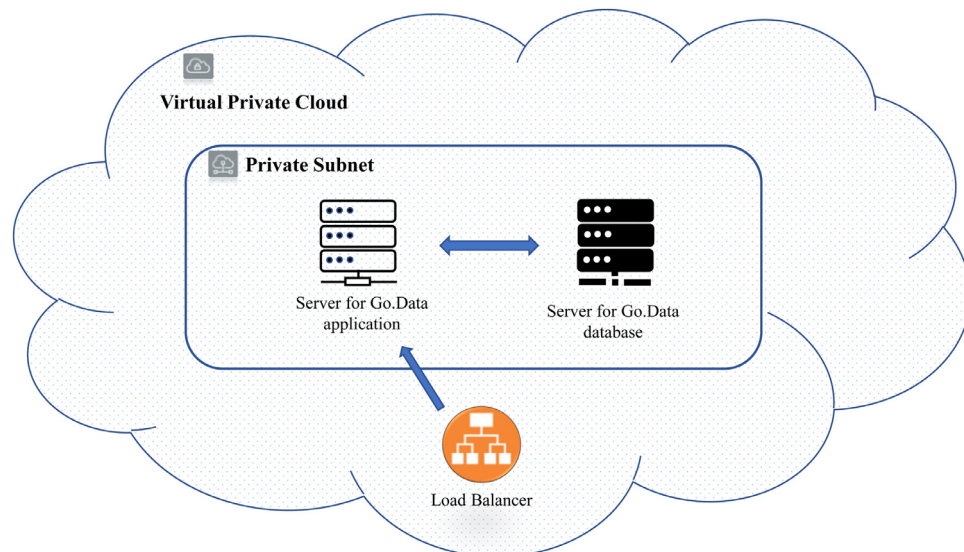 Virtual Private Cloud
Private Subnet
Server for Go.Data
application
Server for Go.Data
database
Load Balancer